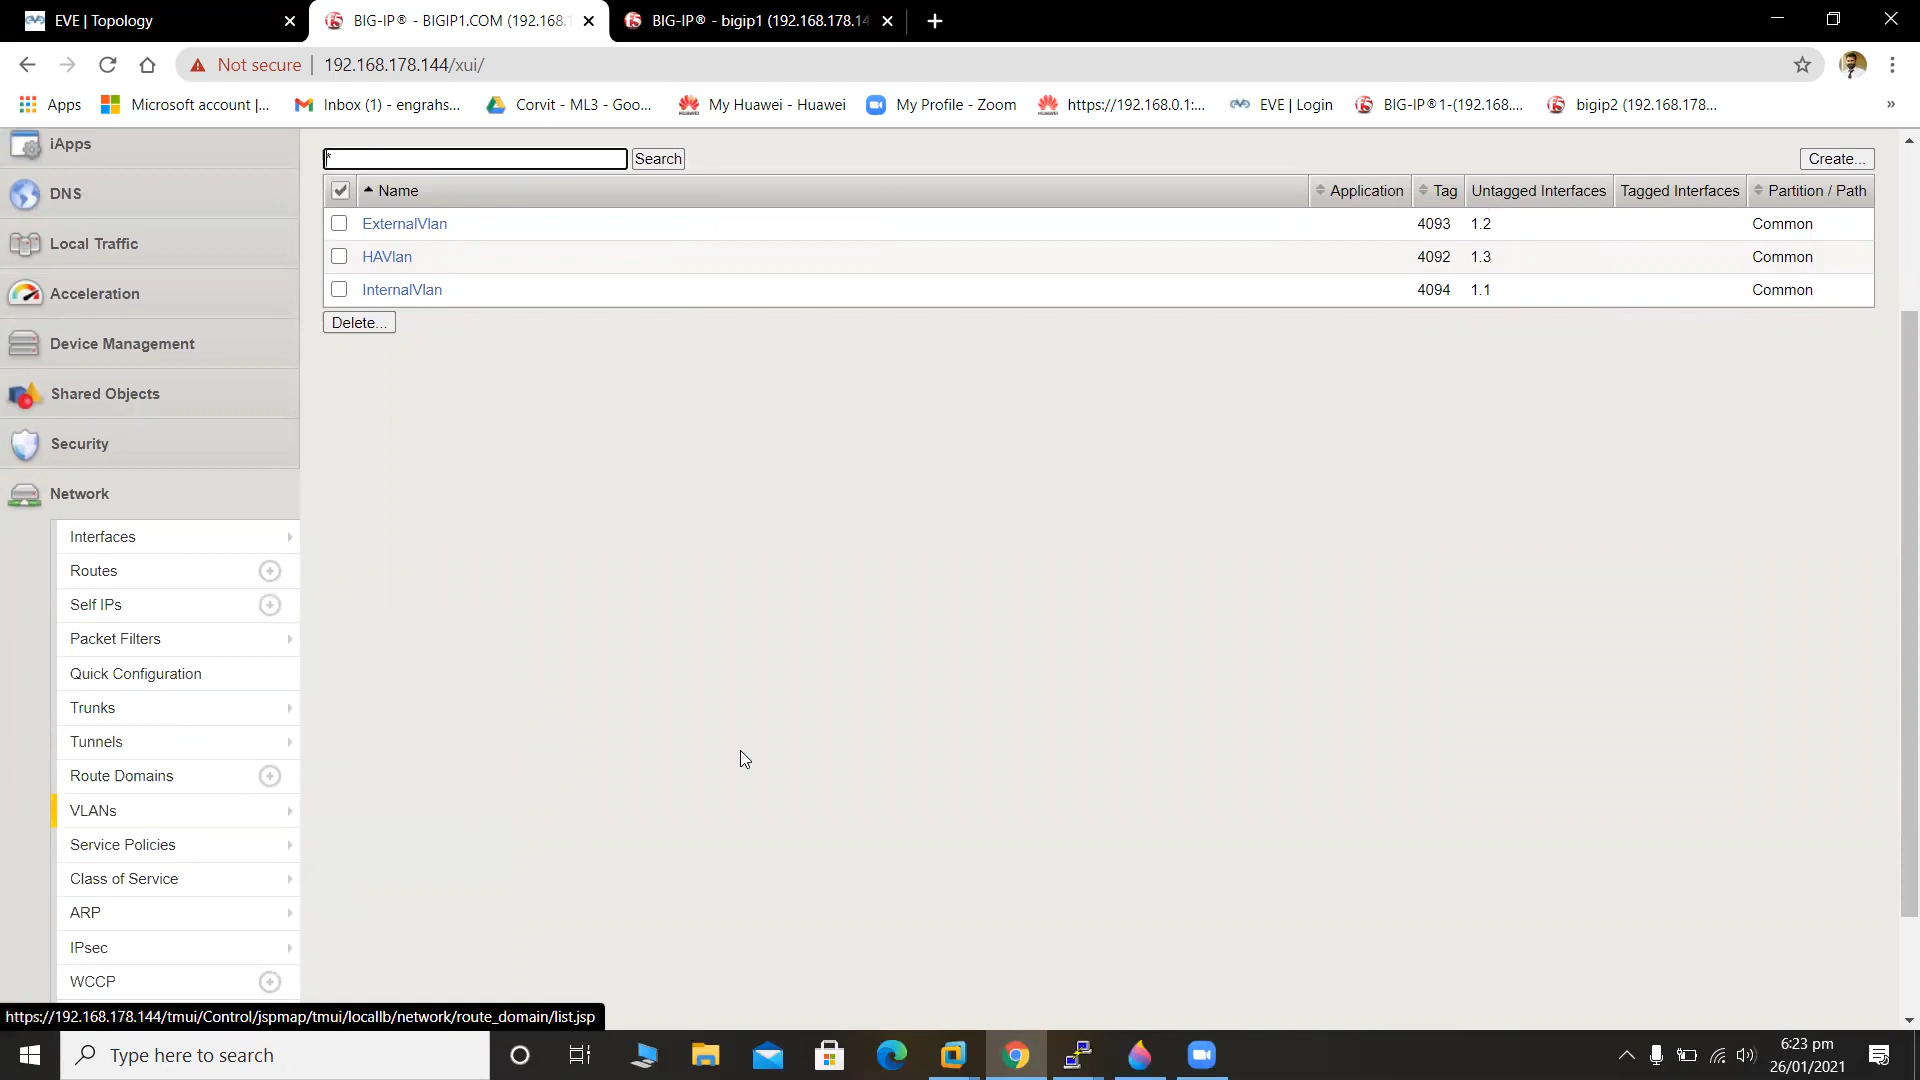 EVE | Topology
BIG-IP® - BIGIP1.COM (192.168.
BIG-IP® - bigip1 (192.168.178.14
Not secure
192.168.178.144/xui/
Apps
Microsoft account |...
Inbox (1) - engrahs...
Corvit - ML3 - Goo...
My Huawei - Huawei
My Profile - Zoom
https://192.168.0.1:...
EVE | Login
BIG-IP®1-(192.168....
bigip2 (192.168.178...
»
iApps
DNS
Local Traffic
Acceleration
Device Management
Shared Objects
Security
Network
Interfaces
Routes
Self IPs
Packet Filters
Quick Configuration
Trunks
Tunnels
Route Domains
VLANs
Service Policies
Class of Service
ARP
IPsec
WCCP
*
Search
Create...
Name Application Tag Untagged Interfaces Tagged Interfaces Partition / Path
ExternalVlan 4093 1.2 Common
HAVlan 4092 1.3 Common
InternalVlan 4094 1.1 Common
Delete...
https://192.168.178.144/tmui/Control/jspmap/tmui/locallb/network/route_domain/list.jsp
Type here to search
6:23 pm
26/01/2021